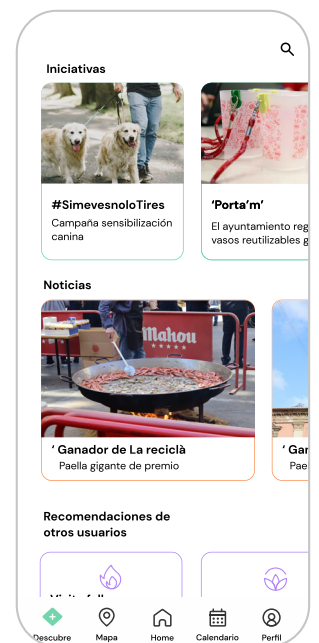 Iniciativas
#SimevesnoloTires
Campaña sensibilización
canina
‘Porta’m’
El ayuntamiento reg
vasos reutilizables g
Noticias
Mahou
‘ Ganador de La reciclà
Paella gigante de premio
‘ Gar
Pae
Recomendaciones de
otros usuarios
Descubre
Mapa
Home
Calendario
Perfil